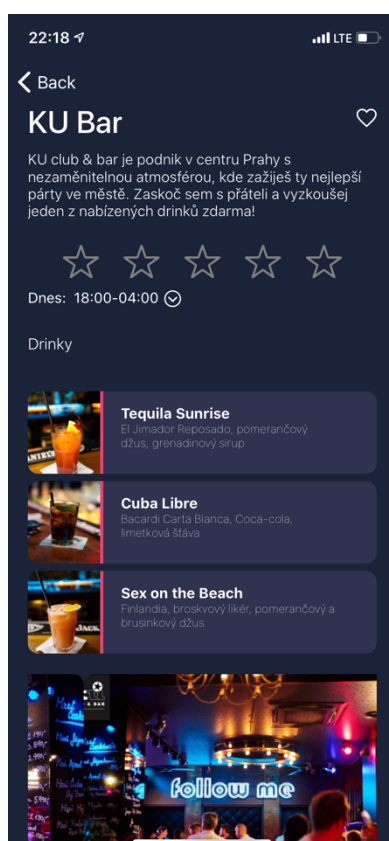 22:18
LTE
Back
KU Bar
KU club & bar je podnik v centru Prahy s
nezaměnitelnou atmosférou, kde zažiješ ty nejlepší
párty ve městě. Zaskoč sem s přáteli a vyzkoušej
jeden z nabízených drinků zdarma!
Dnes: 18:00-04:00
Drinky
Tequila Sunrise
El Jimador Reposado, pomerančový
džus, grenadinový sirup
Cuba Libre
Bacardi Carta Blanca, Coca-cola,
limetková šťáva
Sex on the Beach
Finlandia, broskvový likér, pomerančový a
brusinkový džus
& BAR
follow me